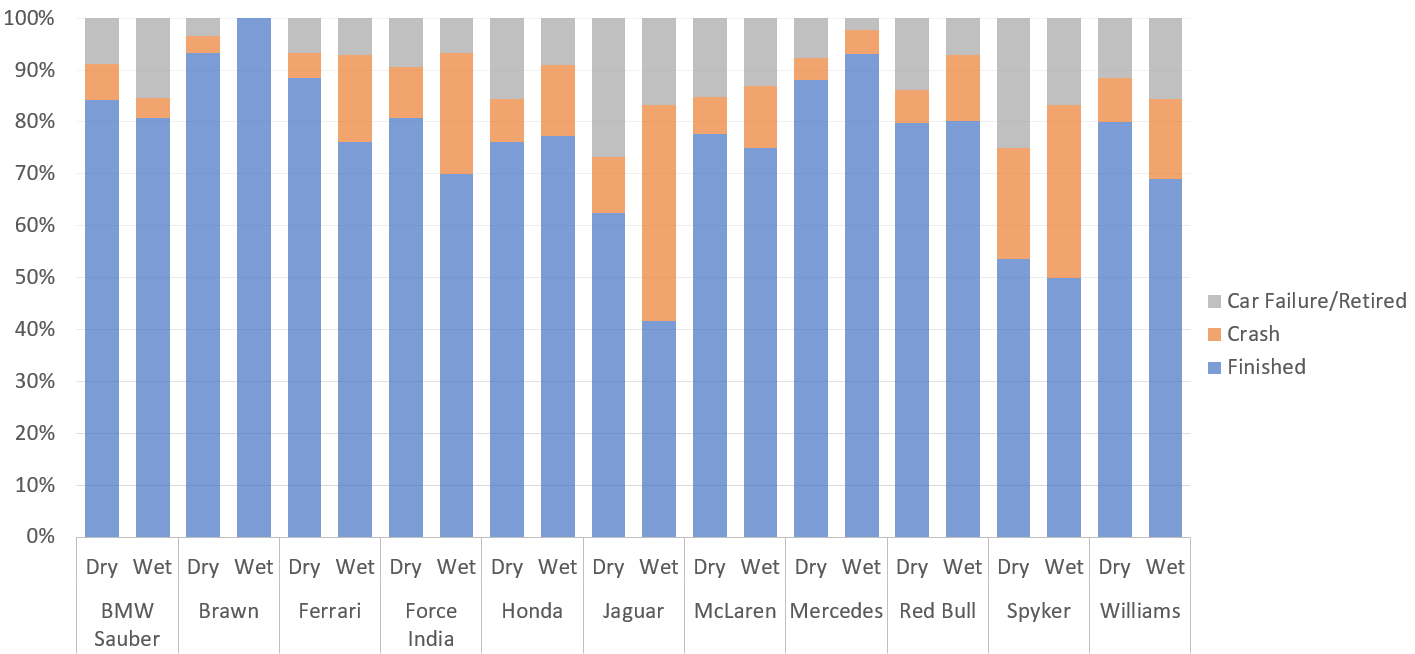 100%
90%
80%
70%
60%
50%
40%
30%
20%
10%
0%
Car Failure/Retired
Crash
Finished
Dry Wet Dry Wet Dry Wet Dry Wet Dry Wet Dry Wet Dry Wet Dry Wet Dry Wet Dry Wet Dry Wet
BMW Sauber Brawn Ferrari Force India Honda Jaguar McLaren Mercedes Red Bull Spyker Williams